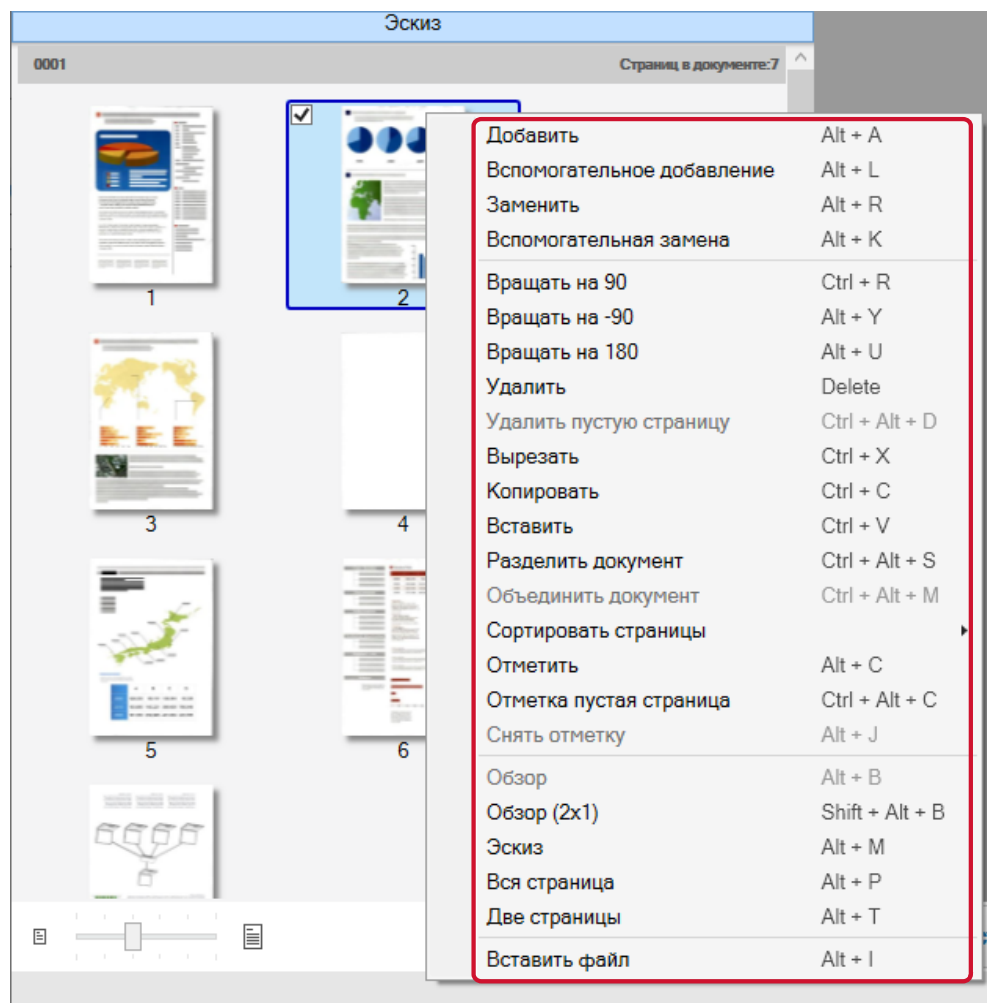 Эскиз
0001 Страниц в документе:7
1
2
3
4
5
6
Добавить Alt + A
Вспомогательное добавление Alt + L
Заменить Alt + R
Вспомогательная замена Alt + K
Вращать на 90 Ctrl + R
Вращать на -90 Alt + Y
Вращать на 180 Alt + U
Удалить Delete
Удалить пустую страницу Ctrl + Alt + D
Вырезать Ctrl + X
Копировать Ctrl + C
Вставить Ctrl + V
Разделить документ Ctrl + Alt + S
Объединить документ Ctrl + Alt + M
Сортировать страницы
Отметить Alt + C
Отметка пустая страница Ctrl + Alt + C
Снять отметку Alt + J
Обзор Alt + B
Обзор (2x1) Shift + Alt + B
Эскиз Alt + M
Вся страница Alt + P
Две страницы Alt + T
Вставить файл Alt + I